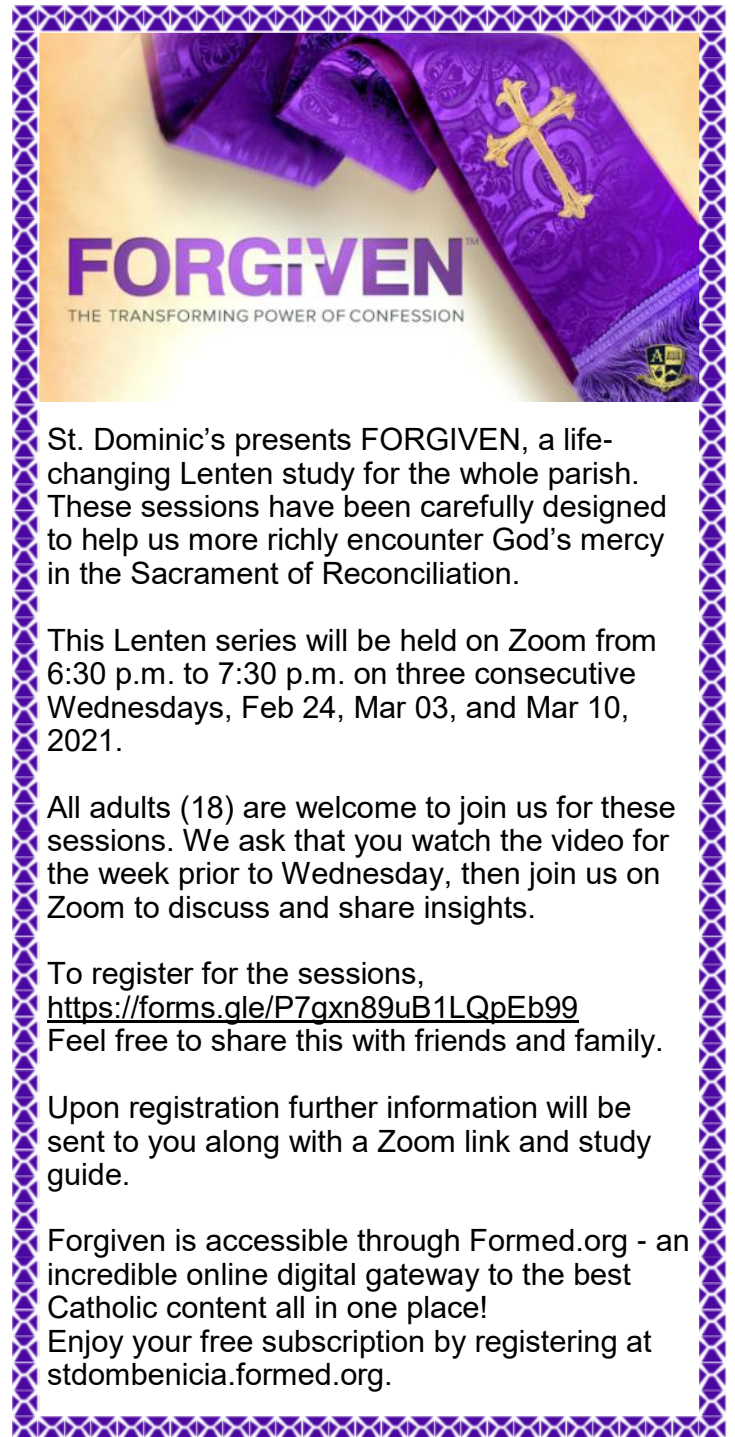 FORGiVEN™
THE TRANSFORMING POWER OF CONFESSION
A
St. Dominic’s presents FORGIVEN, a life-
changing Lenten study for the whole parish.
These sessions have been carefully designed
to help us more richly encounter God’s mercy
in the Sacrament of Reconciliation.
This Lenten series will be held on Zoom from
6:30 p.m. to 7:30 p.m. on three consecutive
Wednesdays, Feb 24, Mar 03, and Mar 10,
2021.
All adults (18) are welcome to join us for these
sessions. We ask that you watch the video for
the week prior to Wednesday, then join us on
Zoom to discuss and share insights.
To register for the sessions,
https://forms.gle/P7gxn89uB1LQpEb99
Feel free to share this with friends and family.
Upon registration further information will be
sent to you along with a Zoom link and study
guide.
Forgiven is accessible through Formed.org - an
incredible online digital gateway to the best
Catholic content all in one place!
Enjoy your free subscription by registering at
stdombenicia.formed.org.